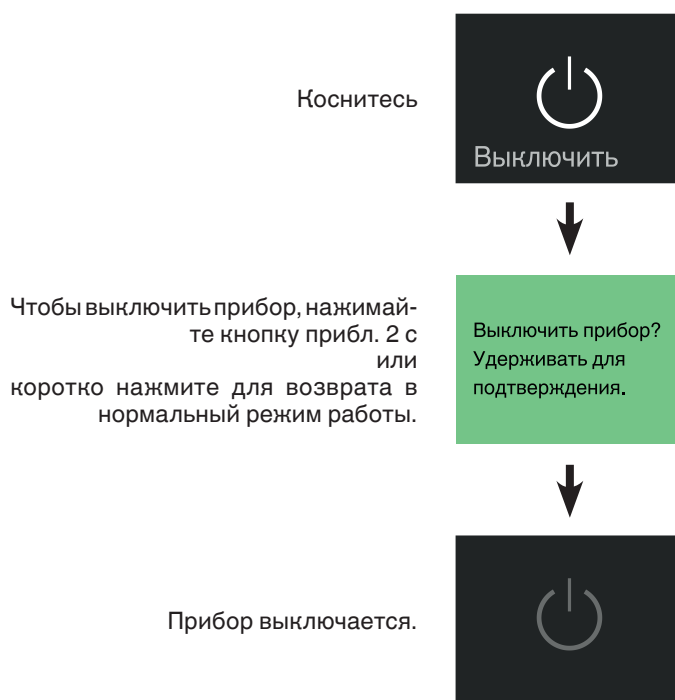 Коснитесь
Выключить
Чтобы выключить прибор, нажимай-
те кнопку прибл. 2 с
или
коротко нажмите для возврата в
нормальный режим работы.
Выключить прибор?
Удерживать для
подтверждения.
Прибор выключается.